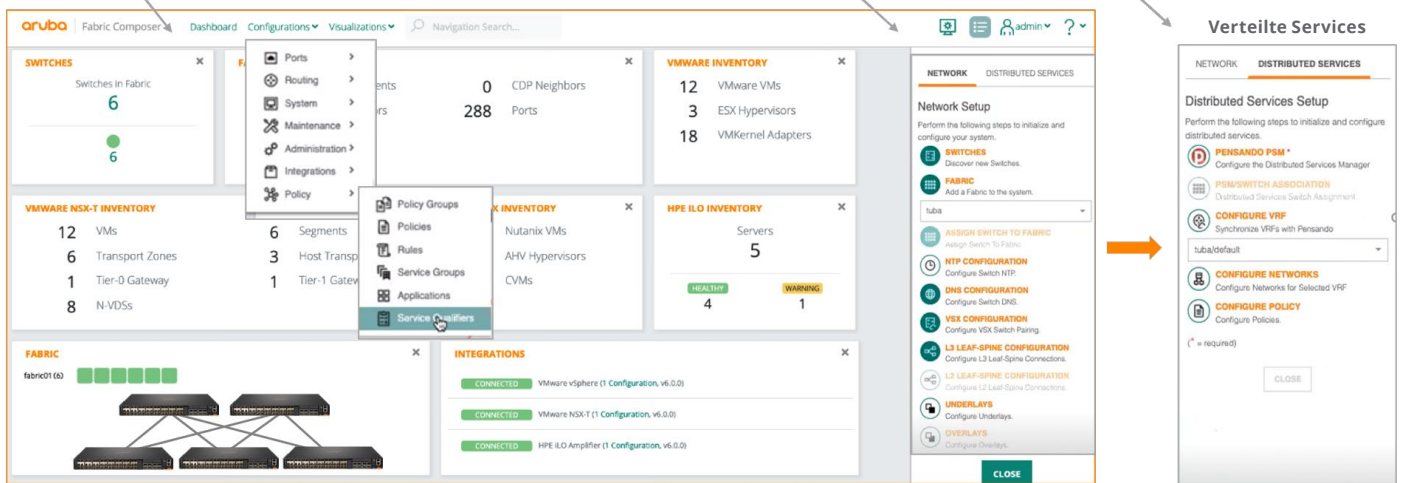 Verteilte Services
aruba Fabric Composer
Dashboard Configurations Visualizations Navigation Search... admin ?
SWITCHES
Switches in Fabric
6
6
Ports
Routing
System
Maintenance
Administration
Integrations
Policy
Policy Groups
Policies
Rules
Service Groups
Applications
Service Qualifiers
0 CDP Neighbors
288 Ports
VMWARE INVENTORY
12 VMware VMs
3 ESX Hypervisors
18 VMKernel Adapters
VMWARE NSX-T INVENTORY
12 VMs
6 Transport Zones
1 Tier-0 Gateway
8 N-VDSs
6 Segments
3 Host Transp
1 Tier-1 Gatew
X INVENTORY
Nutanix VMs
AHV Hypervisors
CVMs
HPE ILO INVENTORY
Servers
5
HEALTHY WARNING
4 1
FABRIC
fabric01 (6)
INTEGRATIONS
CONNECTED VMware vSphere (1 Configuration, v6.0.0)
CONNECTED VMware NSX-T (1 Configuration, v6.0.0)
CONNECTED HPE iLO Amplifier (1 Configuration, v6.0.0)
NETWORK DISTRIBUTED SERVICES
Network Setup
Perform the following steps to initialize and
configure your system.
SWITCHES
Discover new Switches.
FABRIC
Add a Fabric to the system.
tuba
ASSIGN SWITCH TO FABRIC
Assign Switch To Fabric.
NTP CONFIGURATION
Configure Switch NTP.
DNS CONFIGURATION
Configure Switch DNS.
VSX CONFIGURATION
Configure VSX Switch Pairing.
L3 LEAF-SPINE CONFIGURATION
Configure L3 Leaf-Spine Connections.
L2 LEAF-SPINE CONFIGURATION
Configure L2 Leaf-Spine Connections.
UNDERLAYS
Configure Underlays.
OVERLAYS
Configure Overlays.
CLOSE
NETWORK DISTRIBUTED SERVICES
Distributed Services Setup
Perform the following steps to initialize and configure
distributed services.
PENSANDO PSM *
Configure the Distributed Services Manager
PSM/SWITCH ASSOCIATION
Distributed Services Switch Assignment
CONFIGURE VRF
Synchronize VRFs with Pensando
tuba/default
CONFIGURE NETWORKS
Configure Networks for Selected VRF
CONFIGURE POLICY
Configure Policies.
(* = required)
CLOSE